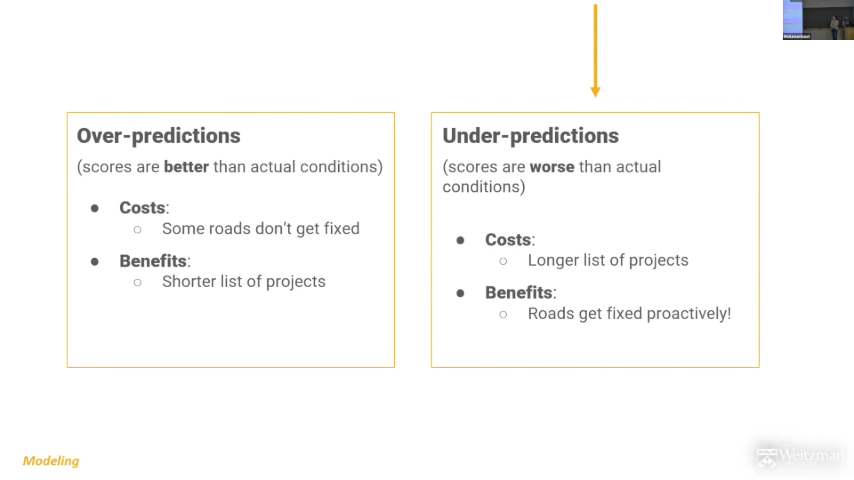 Over-predictions
(scores are better than actual conditions)
● Costs:
○ Some roads don't get fixed
● Benefits:
○ Shorter list of projects
Under-predictions
(scores are worse than actual
conditions)
● Costs:
○ Longer list of projects
● Benefits:
○ Roads get fixed proactively!
Modeling
Weitzman